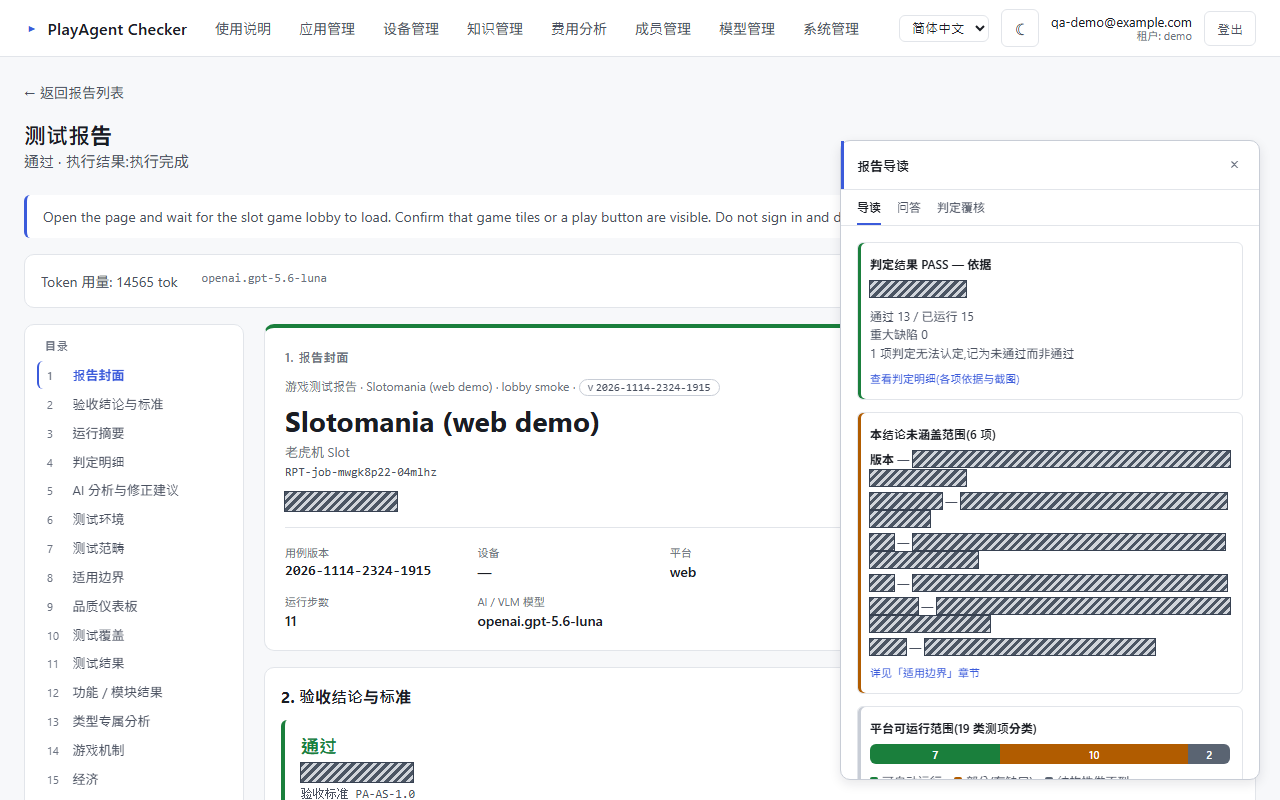 PlayAgent Checker 使用说明 应用管理 设备管理 知识管理 费用分析 成员管理 模型管理 系统管理 简体中文 qa-demo@example.com 登出
租户: demo
← 返回报告列表
测试报告
通过 · 执行结果:执行完成
Open the page and wait for the slot game lobby to load. Confirm that game tiles or a play button are visible. Do not sign in and d
Token 用量: 14565 tok openai.gpt-5.6-luna
目录
1 报告封面
2 验收结论与标准
3 运行摘要
4 判定明细
5 AI 分析与修正建议
6 测试环境
7 测试范畴
8 适用边界
9 品质仪表板
10 测试覆盖
11 测试结果
12 功能 / 模块结果
13 类型专属分析
14 游戏机制
15 经济
1. 报告封面
游戏测试报告 · Slotomania (web demo) · lobby smoke · v 2026-1114-2324-1915
Slotomania (web demo)
老虎机 Slot
RPT-job-mwgk8p22-04mlhz
用例版本 设备 平台
2026-1114-2324-1915 — web
运行步数 AI / VLM 模型
11 openai.gpt-5.6-luna
2. 验收结论与标准
通过
验收标准 PA-AS-1.0
报告导读 ×
导读 问答 判定覆核
判定结果 PASS — 依据
通过 13 / 已运行 15
重大缺陷 0
1 项判定无法认定,记为未通过而非通过
查看判定明细(各项依据与截图)
本结论未涵盖范围(6 项)
版本 —
—
—
—
—
—
详见「适用边界」章节
平台可运行范围(19 类测项分类)
7 10 2